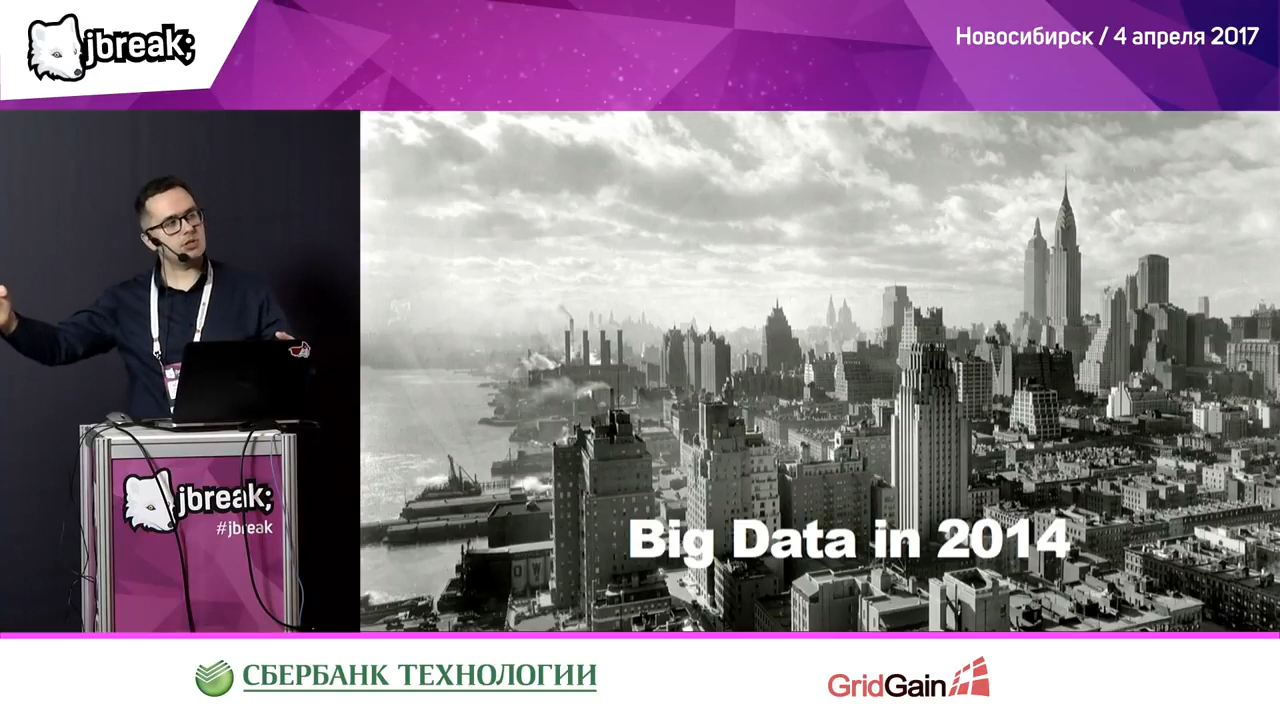 jbreak;
Новосибирск / 4 апреля 2017
Big Data in 2014
jbreak;
#jbreak
СБЕРБАНК ТЕХНОЛОГИИ
GridGain